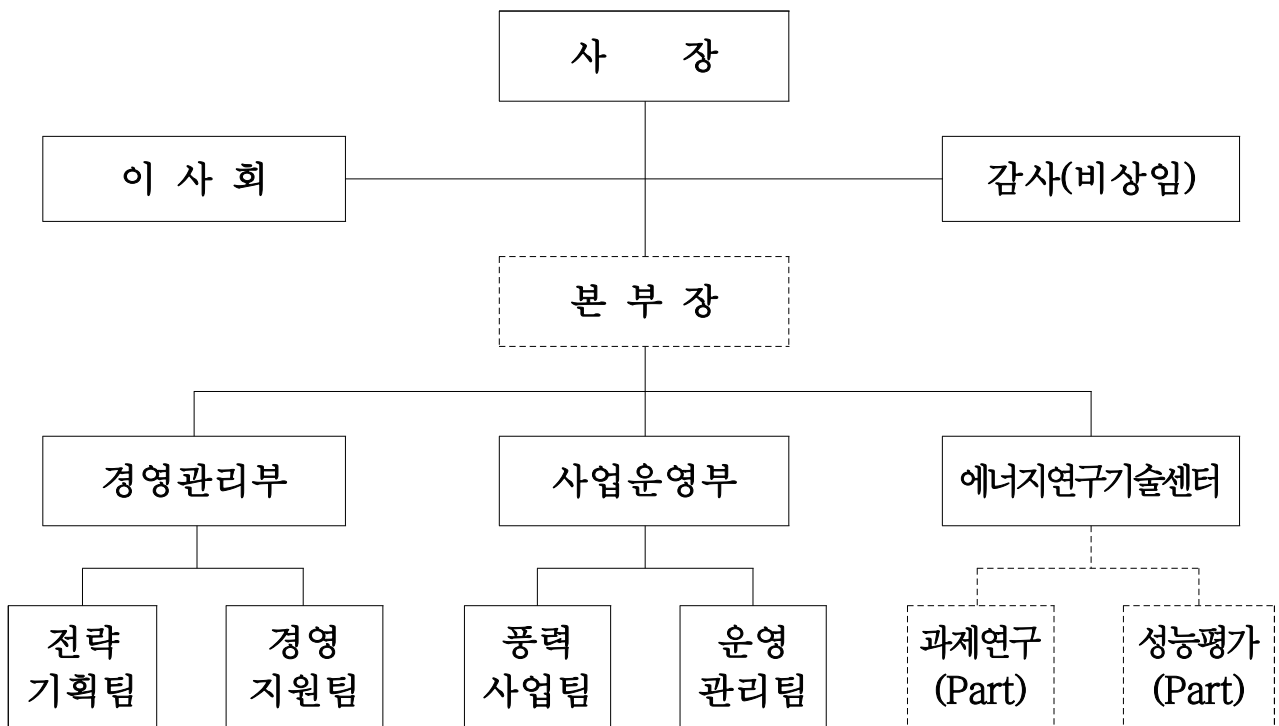 사 장
이 사 회
감사(비상임)
본 부 장
경영관리부
사업운영부
에너지연구기술센터
전략
기획팀
경영
지원팀
풍력
사업팀
운영
관리팀
과제연구
(Part)
성능평가
(Part)